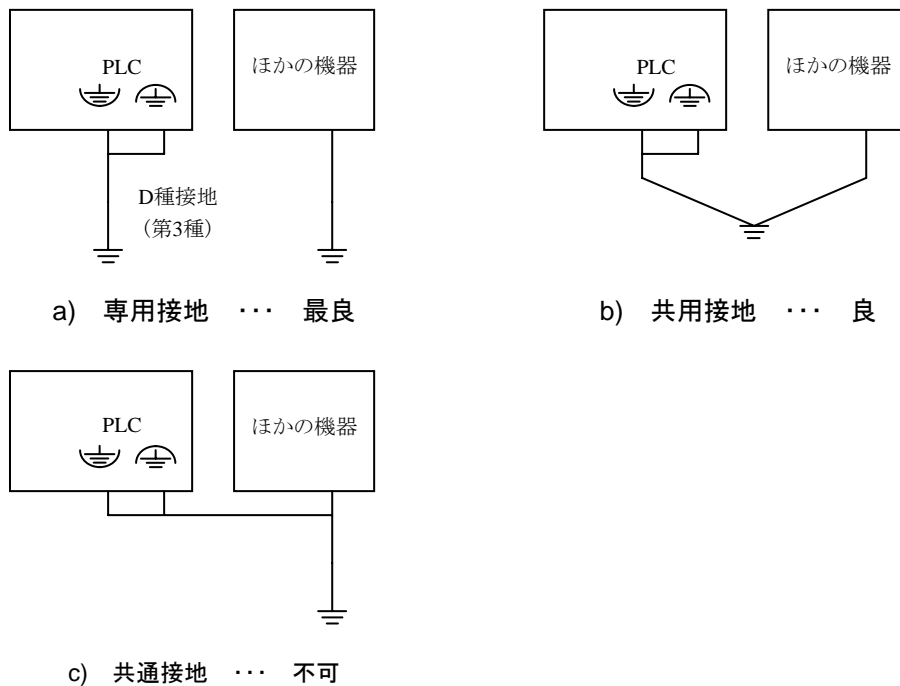 PLC
ほかの機器
D種接地
（第3種）
a) 専用接地 ･･･ 最良
PLC
ほかの機器
b) 共用接地 ･･･ 良
PLC
ほかの機器
c) 共通接地 ･･･ 不可